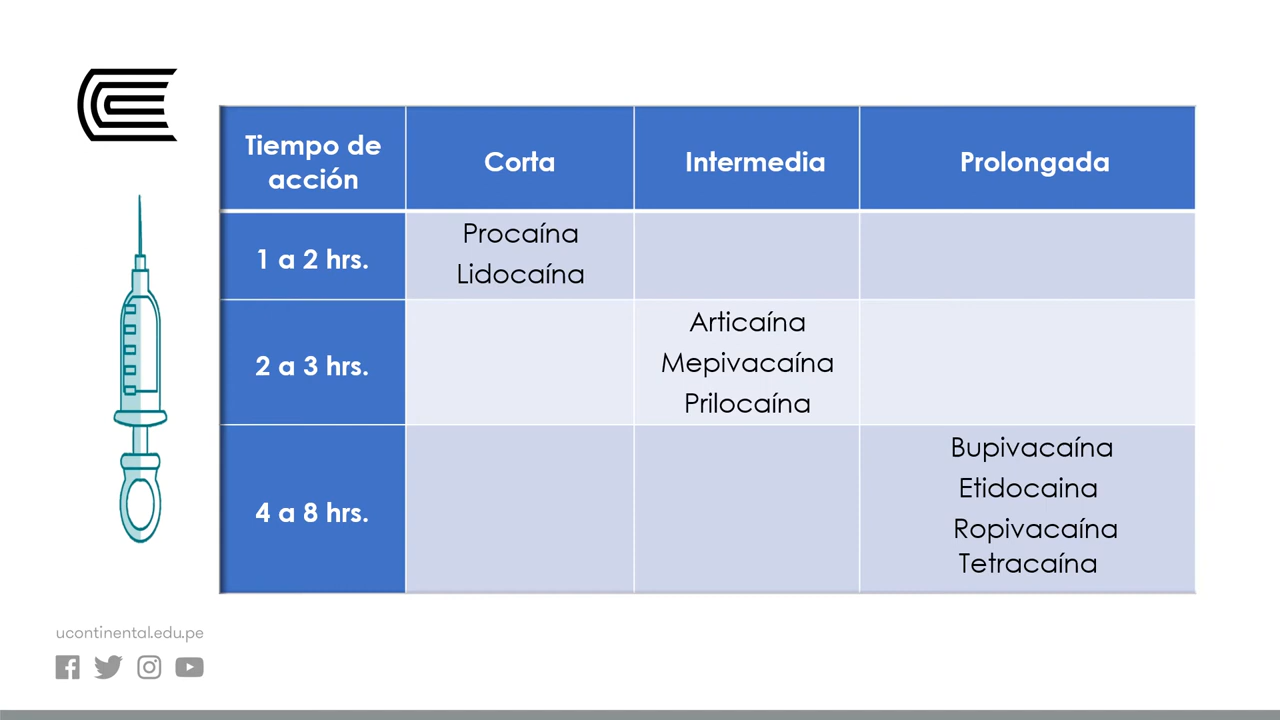 Tiempo de
acción
Corta
Intermedia
Prolongada
1 a 2 hrs.
Procaína
Lidocaína
2 a 3 hrs.
Articaína
Mepivacaína
Prilocaína
4 a 8 hrs.
Bupivacaína
Etidocaina
Ropivacaína
Tetracaína
ucontinental.edu.pe